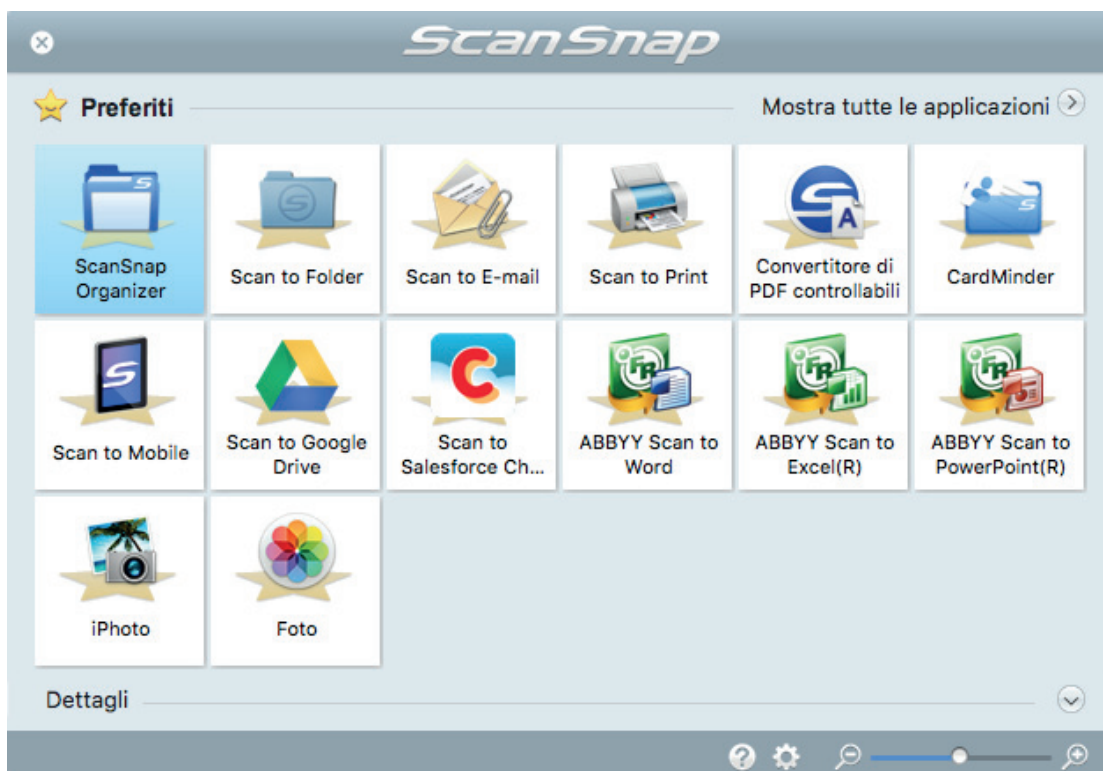 ScanSnap
Preferiti
Mostra tutte le applicazioni
ScanSnap
Organizer
Scan to Folder
Scan to E-mail
Scan to Print
Convertitore di
PDF controllabili
CardMinder
Scan to Mobile
Scan to Google
Drive
Scan to
Salesforce Ch...
ABBYY Scan to
Word
ABBYY Scan to
Excel(R)
ABBYY Scan to
PowerPoint(R)
iPhoto
Foto
Dettagli